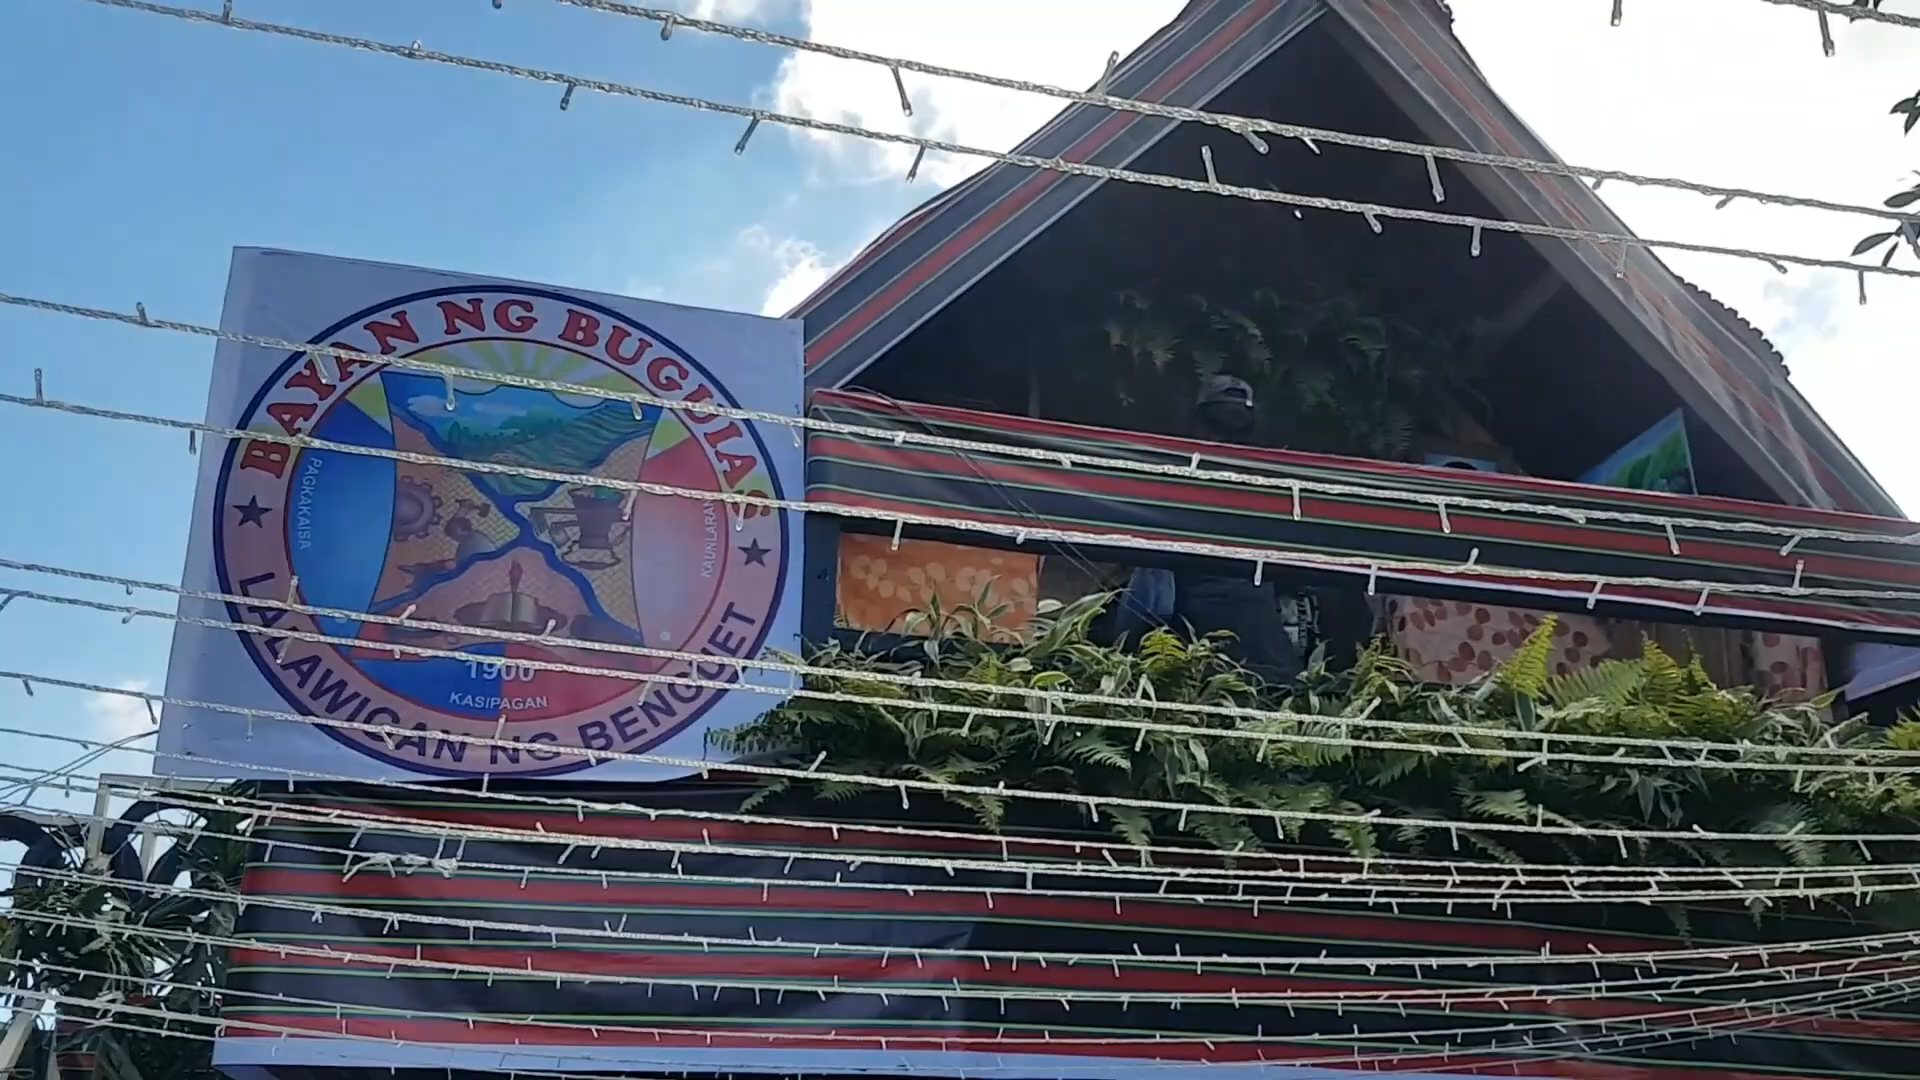 BAYAN NG BUGUIAS
PAGKAKAISA
KAUNLARAN
1900
KASIPAGAN
LALAWIGAN NG BENGUET